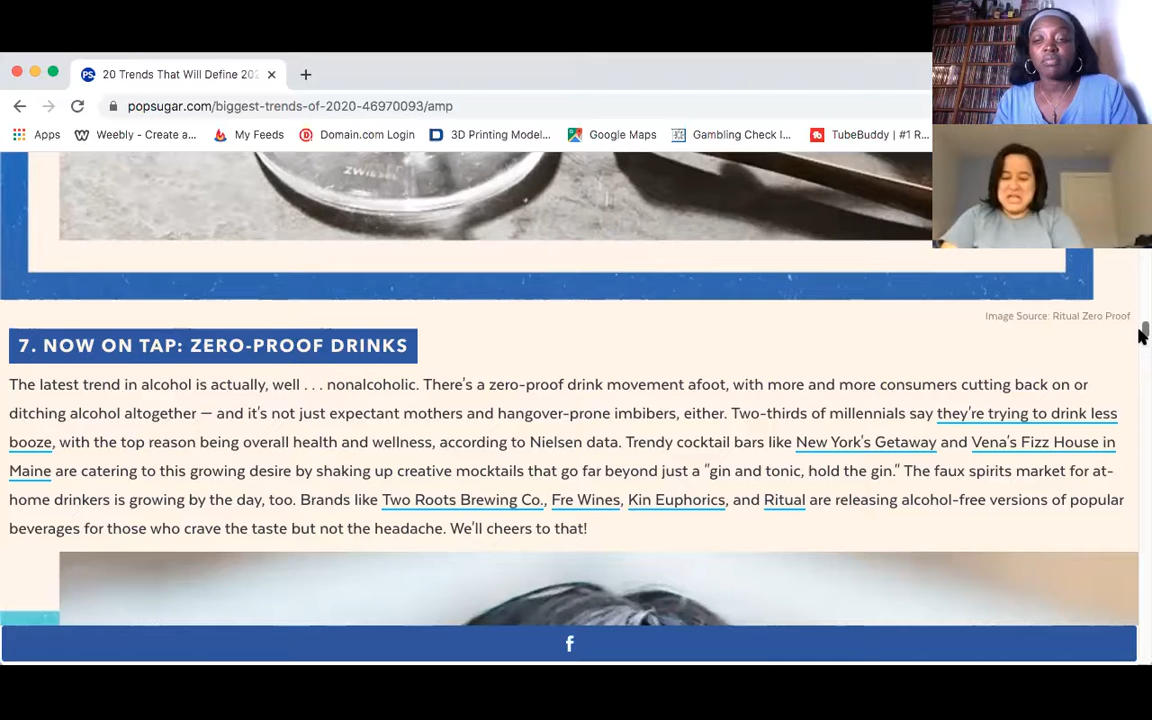 PS
20 Trends That Will Define 202
popsugar.com/biggest-trends-of-2020-46970093/amp
Apps
Weebly - Create a...
My Feeds
Domain.com Login
3D Printing Model...
Google Maps
Gambling Check I...
TubeBuddy | #1 R...
ZWIESEL
Image Source: Ritual Zero Proof
7. NOW ON TAP: ZERO-PROOF DRINKS
The latest trend in alcohol is actually, well . . . nonalcoholic. There's a zero-proof drink movement afoot, with more and more consumers cutting back on or
ditching alcohol altogether — and it's not just expectant mothers and hangover-prone imbibers, either. Two-thirds of millennials say they're trying to drink less
booze, with the top reason being overall health and wellness, according to Nielsen data. Trendy cocktail bars like New York's Getaway and Vena's Fizz House in
Maine are catering to this growing desire by shaking up creative mocktails that go far beyond just a "gin and tonic, hold the gin." The faux spirits market for at-
home drinkers is growing by the day, too. Brands like Two Roots Brewing Co., Fre Wines, Kin Euphorics, and Ritual are releasing alcohol-free versions of popular
beverages for those who crave the taste but not the headache. We'll cheers to that!
f